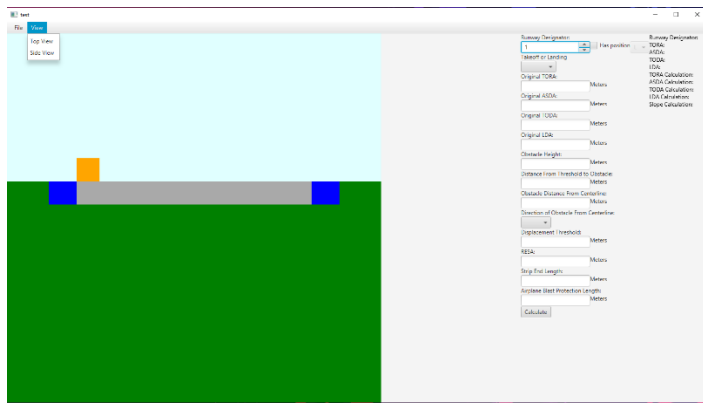 test
File View
Top View
Side View
Runway Designator:
1
Has position
Takeoff or Landing
Original TORA:
Meters
Original ASDA:
Meters
Original TODA:
Meters
Original LDA:
Meters
Obstacle Height:
Meters
Distance From Threshold to Obstacle:
Meters
Obstacle Distance From Centerline:
Meters
Direction of Obstacle From Centerline:
Displacement Threshold:
Meters
RESA:
Meters
Strip End Length:
Meters
Airplane Blast Protection Length:
Meters
Calculate
Runway Designator:
TORA:
ASDA:
TODA:
LDA:
TORA Calculation:
ASDA Calculation:
TODA Calculation:
LDA Calculation:
Slope Calculation: